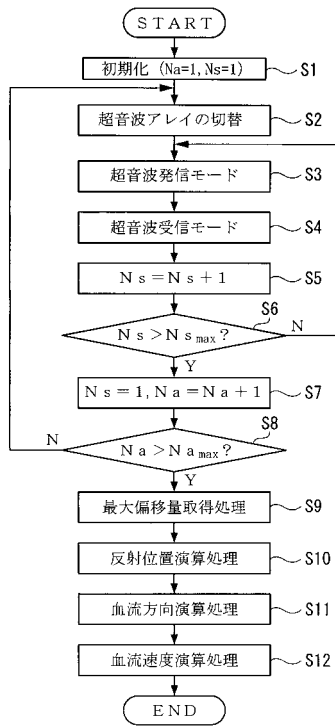 START
初期化 (Na=1,Ns=1)
S1
超音波アレイの切替
S2
超音波発信モード
S3
超音波受信モード
S4
Ns=Ns+1
S5
S6
Ns>Nsmax?
N
Y
Ns=1,Na=Na+1
S7
S8
N
Na>Namax?
Y
最大偏移量取得処理
S9
反射位置演算処理
S10
血流方向演算処理
S11
血流速度演算処理
S12
END